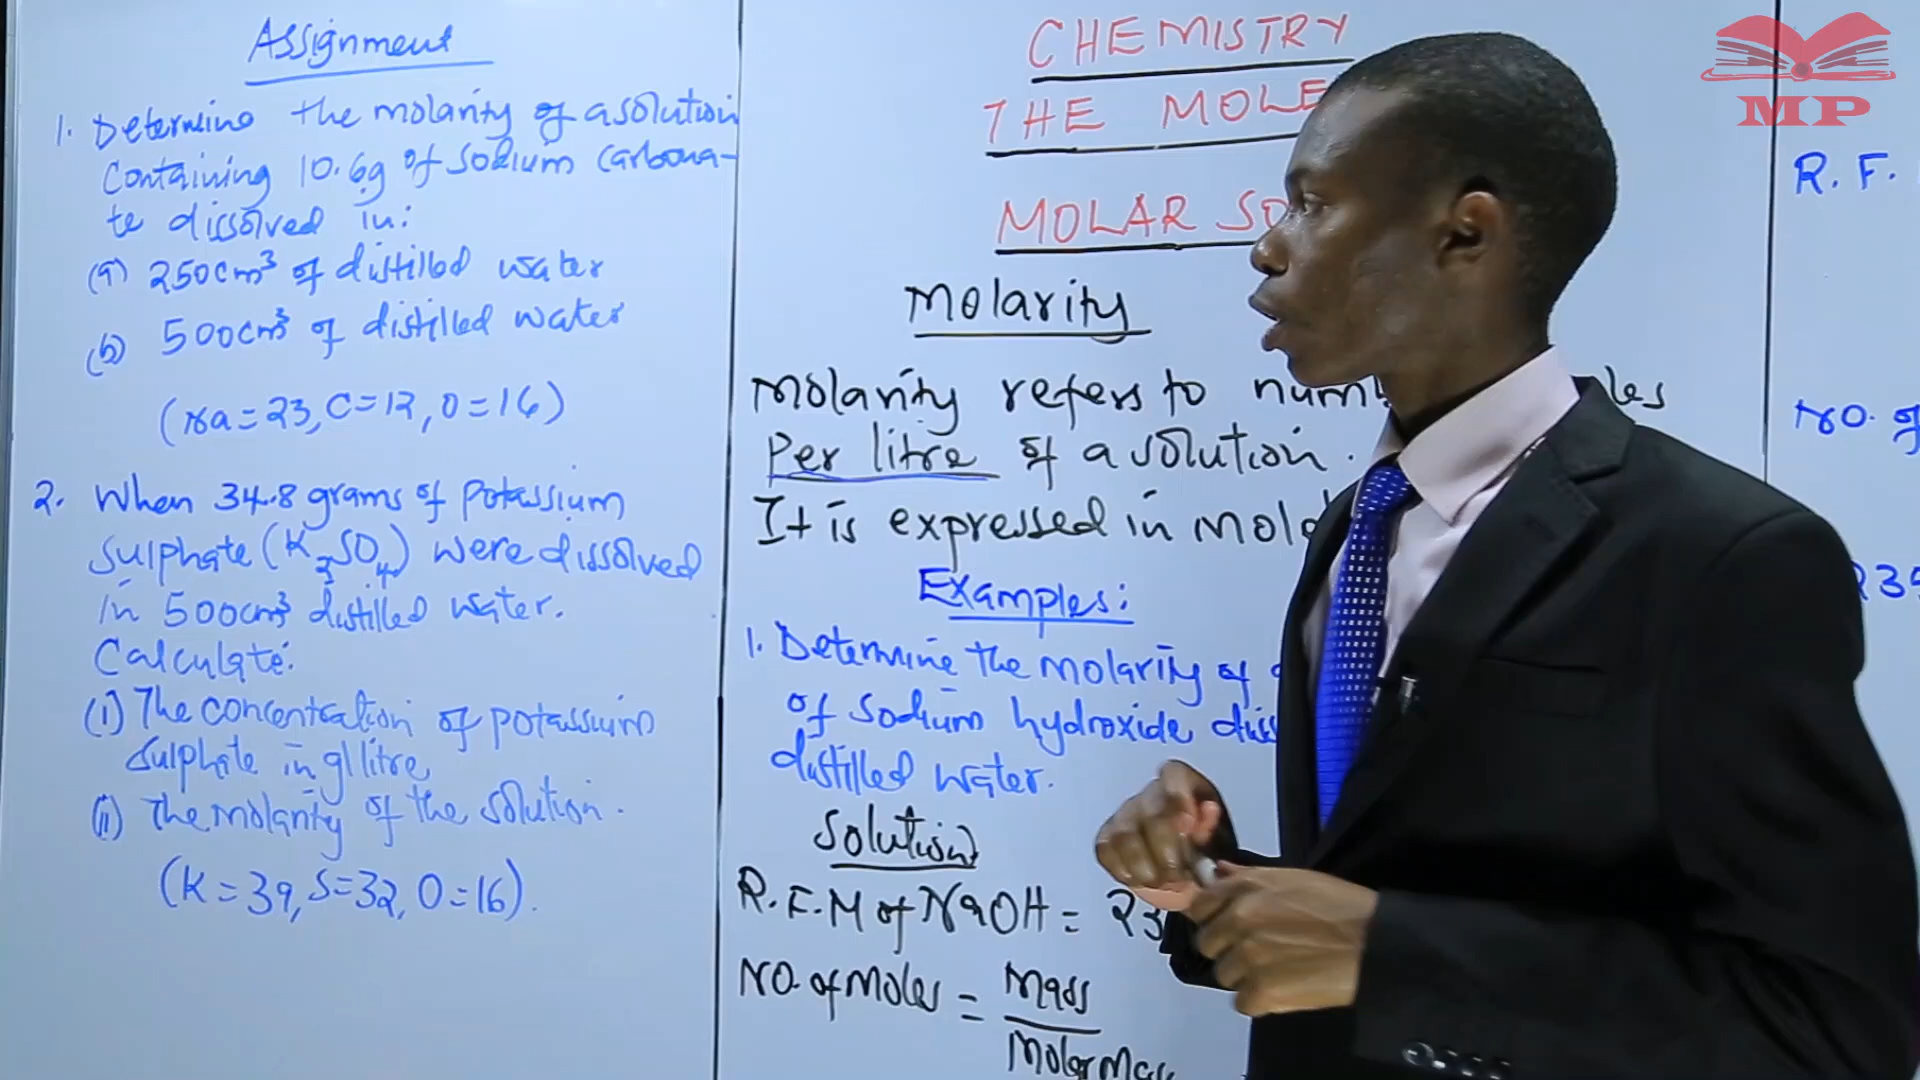 Assignment
1. Determine the molarity of a solution
containing 10.6g of sodium carbona-
te dissolved in:
(a) 250cm³ of distilled water
(b) 500cm³ of distilled water
(Na=23, C=12, O=16)
2. When 34.8 grams of potassium
sulphate (K₂SO₄) were dissolved
in 500cm³ distilled water.
Calculate:
(i) The concentration of potassium
sulphate in g/litre
(ii) The molarity of the solution.
(K=39, S=32, O=16).
CHEMISTRY
THE MOLE
MOLAR SO
Molarity
Molarity refers to
Per litre of a solution.
It is expressed in
Examples:
1. Determine the molarity of
of sodium hydroxide
distilled water.
Solution
R.F.M of NaOH = 23
NO. of moles = Mass
Molar Mass
MP
R. F.
NO. of